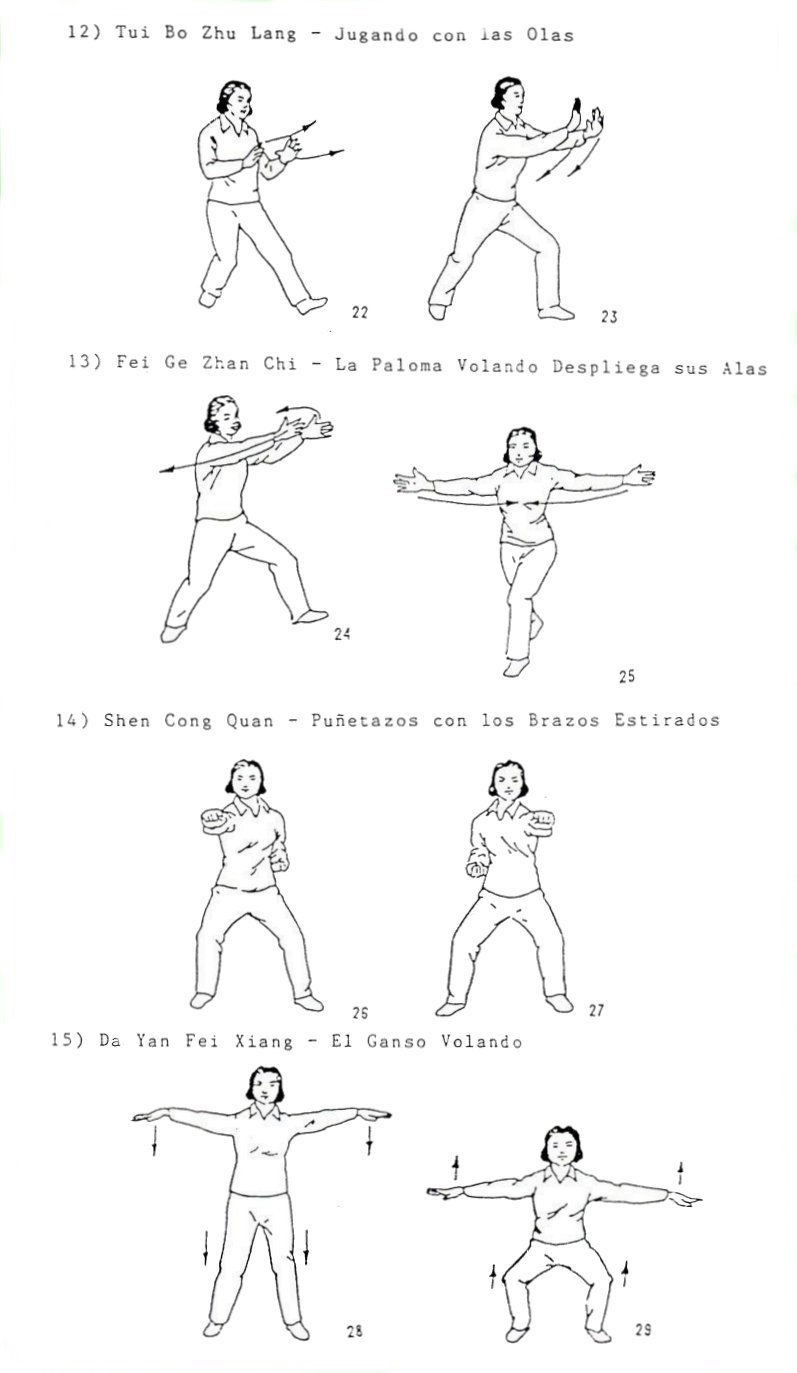 12) Tui Bo Zhu Lang - Jugando con las Olas
22
23
13) Fei Ge Zhan Chi - La Paloma Volando Despliega sus Alas
24
25
14) Shen Cong Quan - Puñetazos con los Brazos Estirados
26
27
15) Da Yan Fei Xiang - El Ganso Volando
28
29